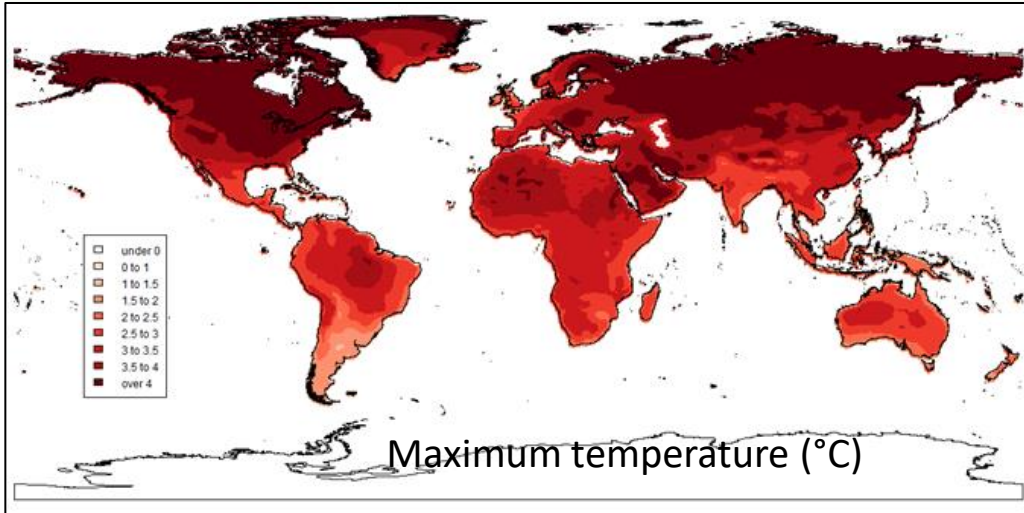 under 0
0 to 1
1 to 1.5
1.5 to 2
2 to 2.5
2.5 to 3
3 to 3.5
3.5 to 4
over 4
Maximum temperature (°C)